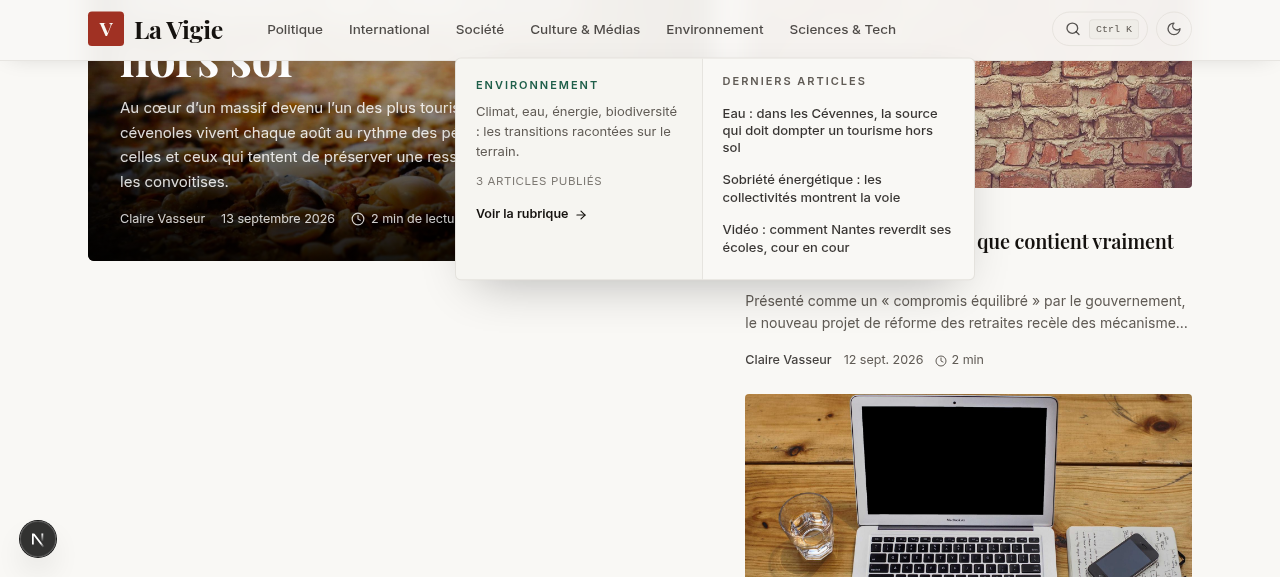 V La Vigie Politique International Société Culture & Médias Environnement Sciences & Tech Ctrl K
hors sol
Au cœur d’un massif devenu l’un des plus touris
cévenoles vivent chaque août au rythme des pe
celles et ceux qui tentent de préserver une ress
les convoitises.
Claire Vasseur 13 septembre 2026 2 min de lectu
ENVIRONNEMENT
Climat, eau, énergie, biodiversité
: les transitions racontées sur le
terrain.
3 ARTICLES PUBLIÉS
Voir la rubrique →
DERNIERS ARTICLES
Eau : dans les Cévennes, la source
qui doit dompter un tourisme hors
sol
Sobriété énergétique : les
collectivités montrent la voie
Vidéo : comment Nantes reverdit ses
écoles, cour en cour
que contient vraiment
Présenté comme un « compromis équilibré » par le gouvernement,
le nouveau projet de réforme des retraites recèle des mécanisme…
Claire Vasseur 12 sept. 2026 2 min
N